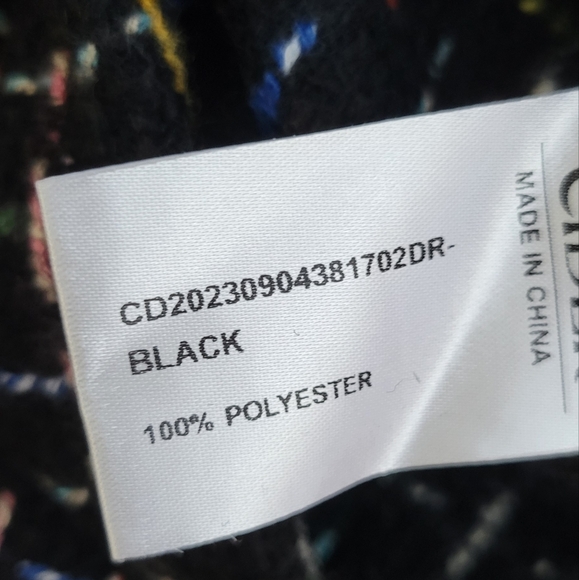 CD20230904381702DR-
BLACK
100% POLYESTER
MADE IN CHINA